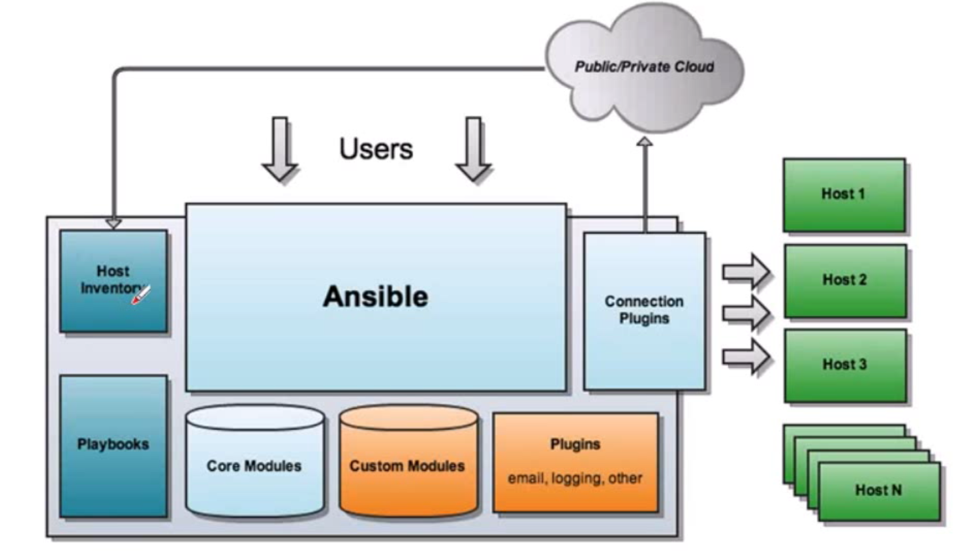 Public/Private Cloud
Users
Host
Inventory
Ansible
Connection
Plugins
Host 1
Host 2
Host 3
Host N
Playbooks
Core Modules
Custom Modules
Plugins
email, logging, other